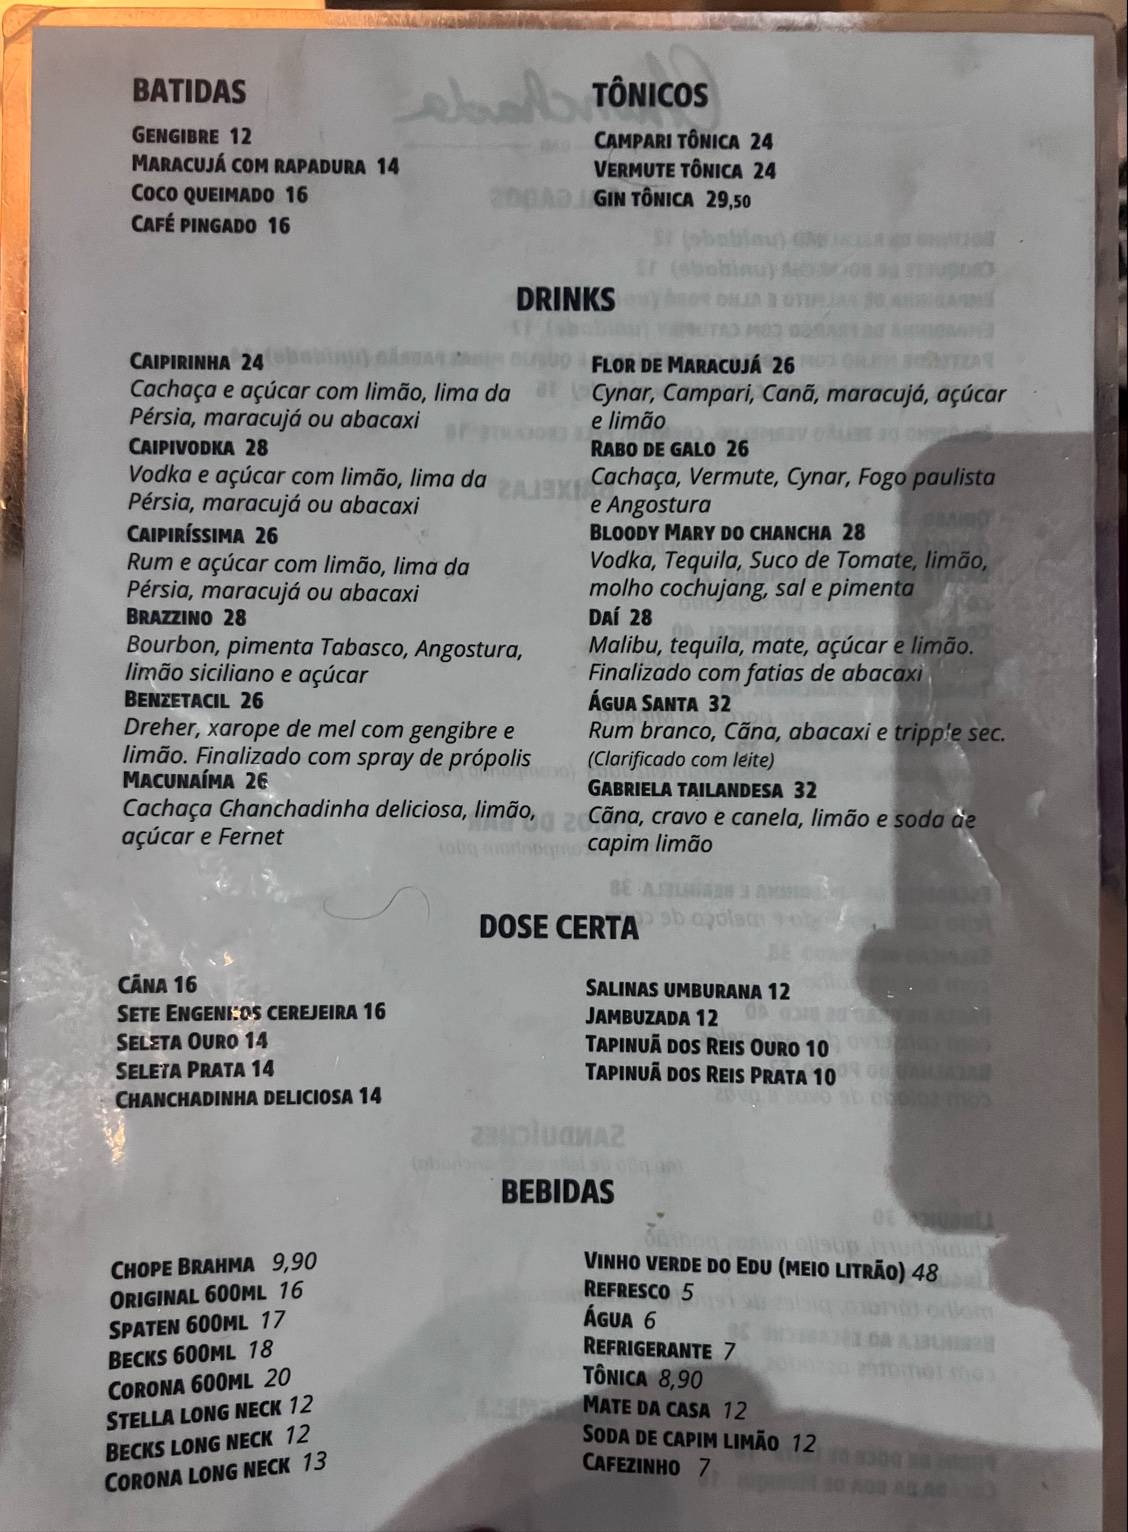 BATIDAS
GENGIBRE 12
MARACUJÁ COM RAPADURA 14
COCO QUEIMADO 16
CAFÉ PINGADO 16
TÔNICOS
CAMPARI TÔNICA 24
VERMUTE TÔNICA 24
GIN TÔNICA 29,50
DRINKS
CAIPIRINHA 24
Cachaça e açúcar com limão, lima da
Pérsia, maracujá ou abacaxi
CAIPIVODKA 28
Vodka e açúcar com limão, lima da
Pérsia, maracujá ou abacaxi
CAIPIRÍSSIMA 26
Rum e açúcar com limão, lima da
Pérsia, maracujá ou abacaxi
BRAZZINO 28
Bourbon, pimenta Tabasco, Angostura,
limão siciliano e açúcar
BENZETACIL 26
Dreher, xarope de mel com gengibre e
limão. Finalizado com spray de própolis
MACUNAÍMA 26
Cachaça Chanchadinha deliciosa, limão,
açúcar e Fernet
FLOR DE MARACUJÁ 26
Cynar, Campari, Canã, maracujá, açúcar
e limão
RABO DE GALO 26
Cachaça, Vermute, Cynar, Fogo paulista
e Angostura
BLOODY MARY DO CHANCHA 28
Vodka, Tequila, Suco de Tomate, limão,
molho cochujang, sal e pimenta
DAÍ 28
Malibu, tequila, mate, açúcar e limão.
Finalizado com fatias de abacaxi
ÁGUA SANTA 32
Rum branco, Cãna, abacaxi e tripple sec.
(Clarificado com leite)
GABRIELA TAILANDESA 32
Cãna, cravo e canela, limão e soda de
capim limão
DOSE CERTA
CÃNA 16
SETE ENGENHOS CEREJEIRA 16
SELETA OURO 14
SELETA PRATA 14
CHANCHADINHA DELICIOSA 14
SALINAS UMBURANA 12
JAMBUZADA 12
TAPINUÃ DOS REIS OURO 10
TAPINUÃ DOS REIS PRATA 10
BEBIDAS
CHOPE BRAHMA 9,90
ORIGINAL 600ML 16
SPATEN 600ML 17
BECKS 600ML 18
CORONA 600ML 20
STELLA LONG NECK 12
BECKS LONG NECK 12
CORONA LONG NECK 13
VINHO VERDE DO EDU (MEIO LITRÃO) 48
REFRESCO 5
ÁGUA 6
REFRIGERANTE 7
TÔNICA 8,90
MATE DA CASA 12
SODA DE CAPIM LIMÃO 12
CAFEZINHO 7